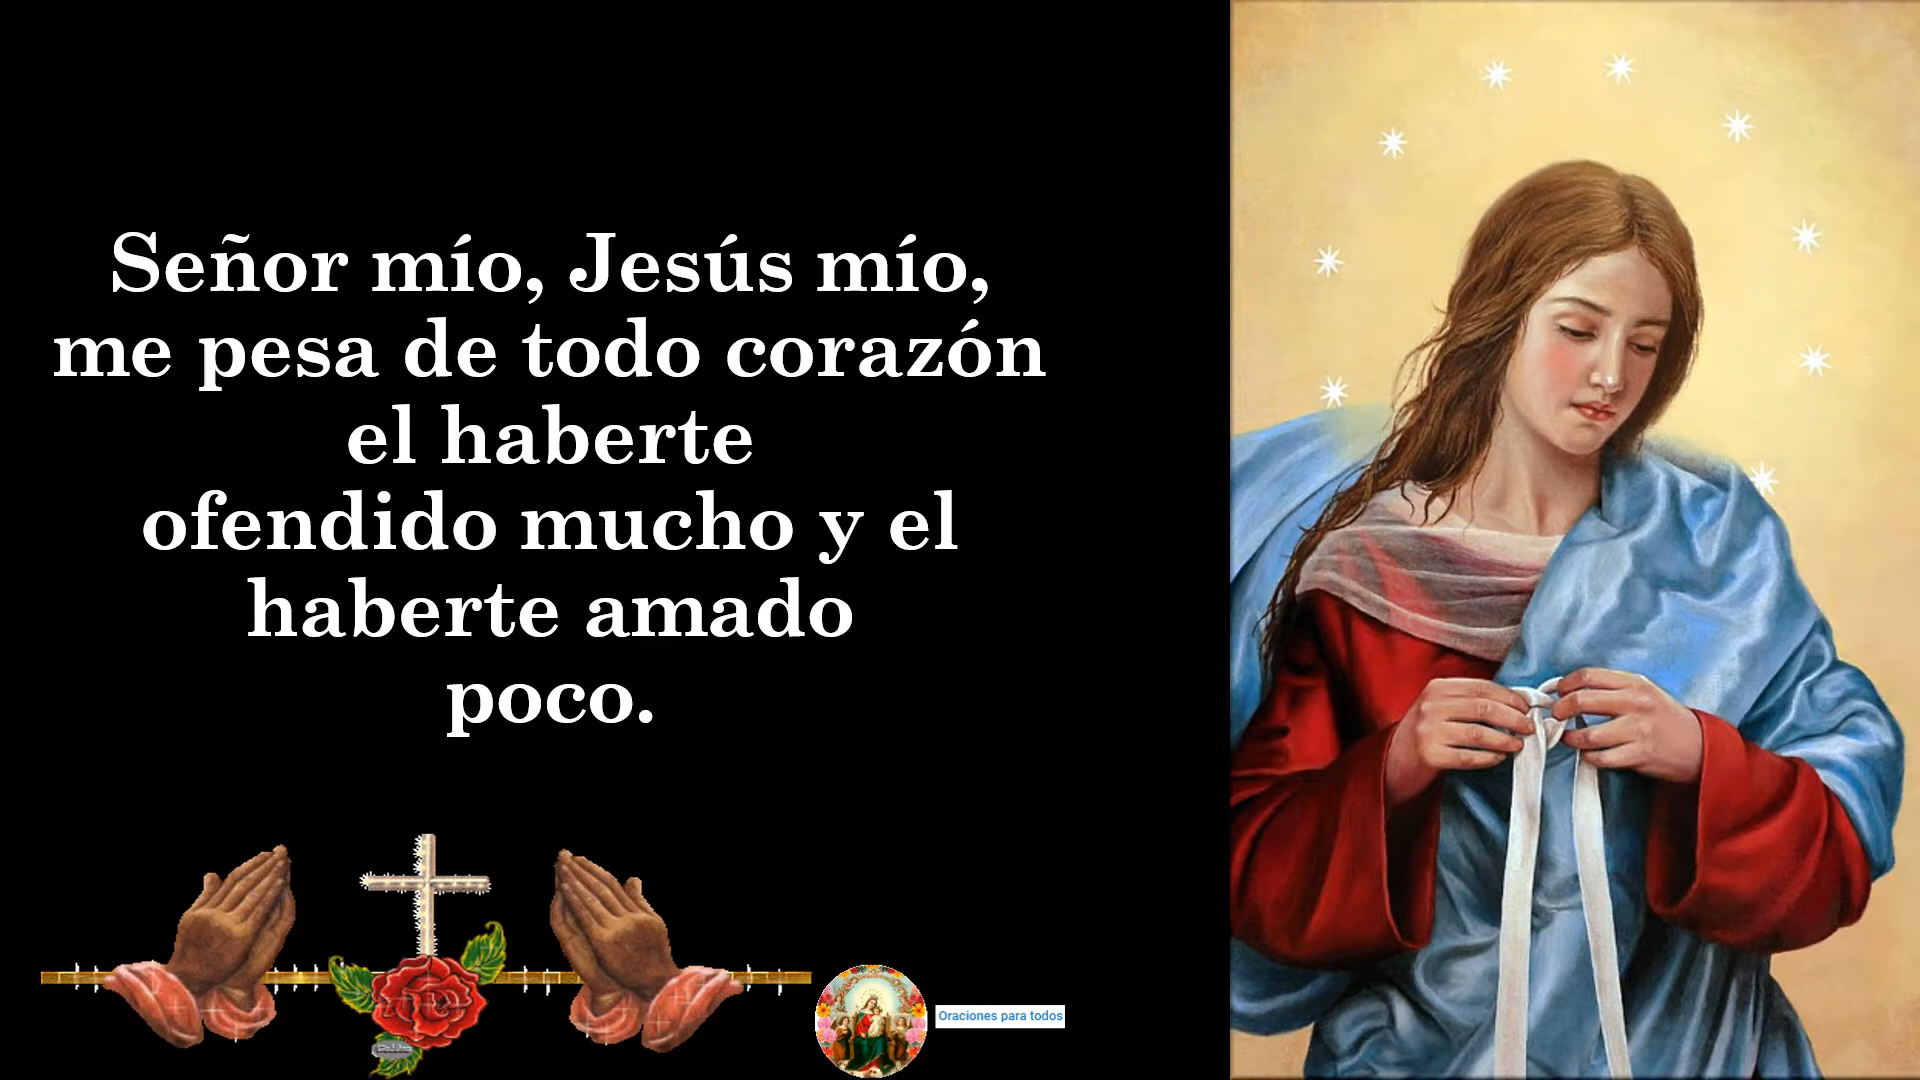 Señor mío, Jesús mío,
me pesa de todo corazón
el haberte
ofendido mucho y el
haberte amado
poco.
Oraciones para todos